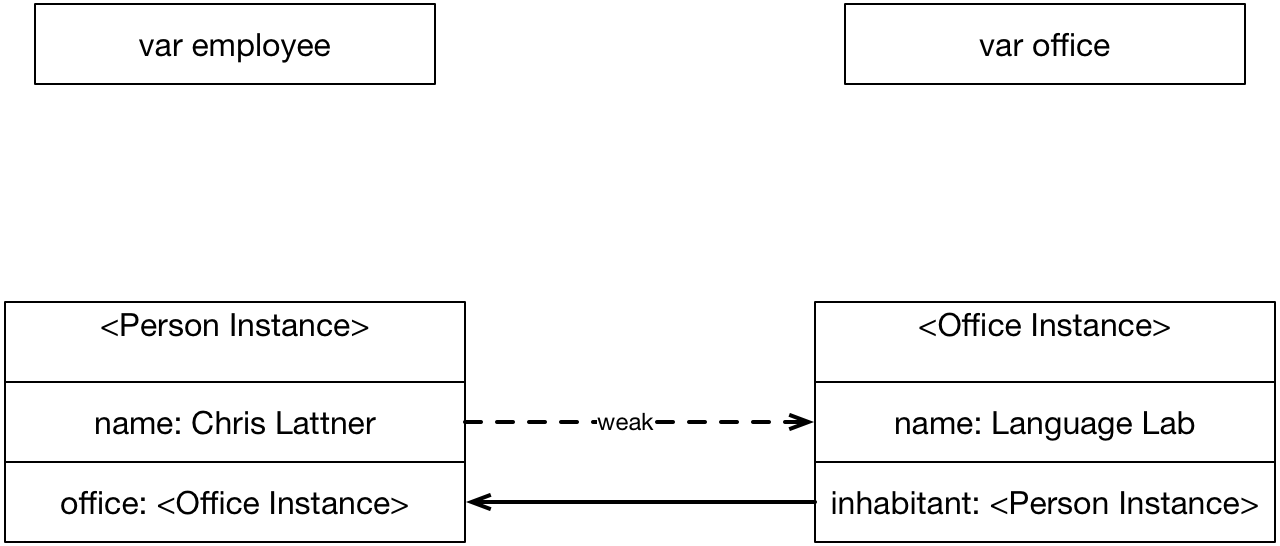 var employee
var office
<Person Instance>
<Office Instance>
name: Chris Lattner
weak
name: Language Lab
office: <Office Instance>
inhabitant: <Person Instance>